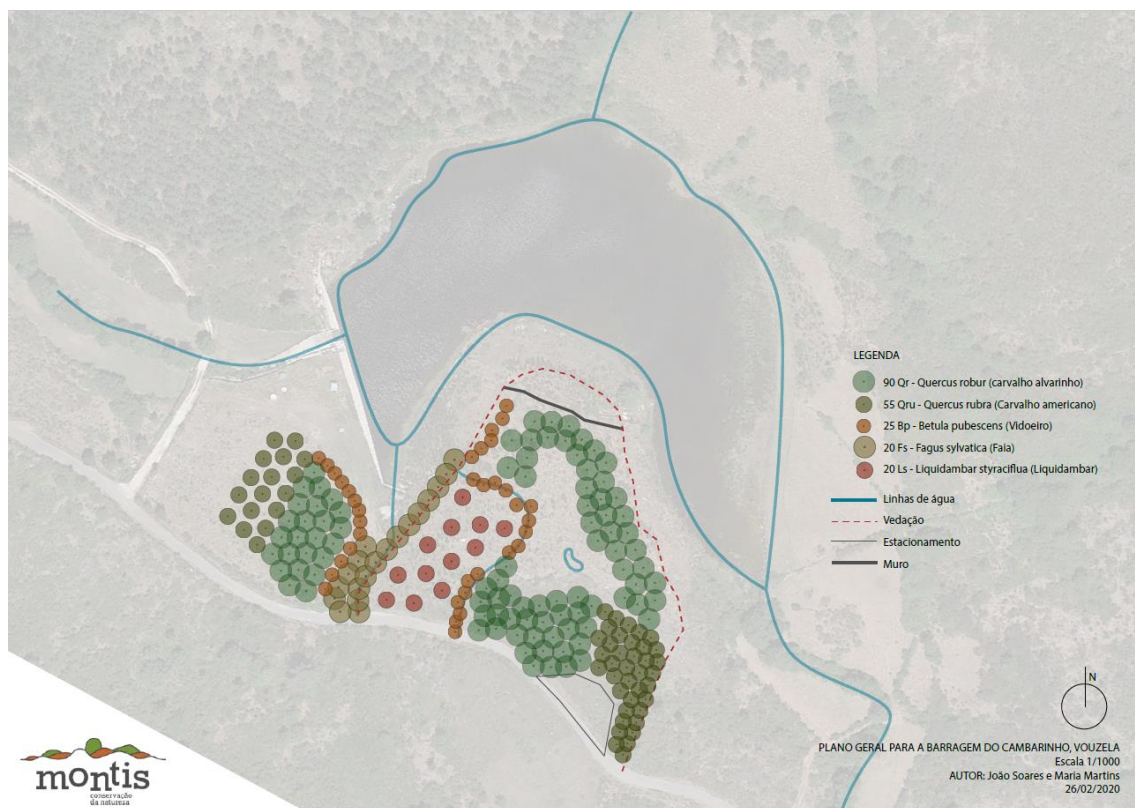 LEGENDA
90 Qr - Quercus robur (carvalho alvarinho)
55 Qru - Quercus rubra (Carvalho americano)
25 Bp - Betula pubescens (Vidoeiro)
20 Fs - Fagus sylvatica (Faia)
20 Ls - Liquidambar styraciflua (Liquidambar)
Linhas de água
Vedação
Estacionamento
Muro
N
PLANO GERAL PARA A BARRAGEM DO CAMBARINHO, VOUZELA
Escala 1/1000
AUTOR: João Soares e Maria Martins
26/02/2020
montis
conservação
da natureza